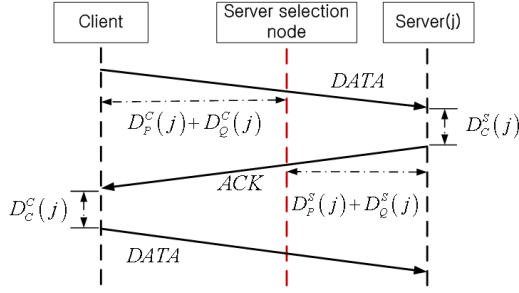 Client
Server selection
node
Server(j)
DATA
D_P^C(j)+D_Q^C(j)
D_C^S(j)
ACK
D_C^C(j)
D_P^S(j)+D_Q^S(j)
DATA